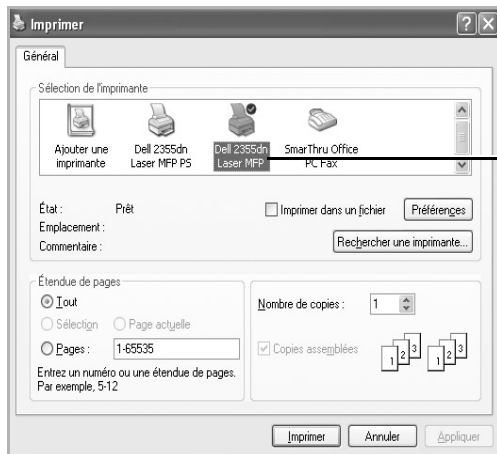 Imprimer
Général
Sélection de l'imprimante
Ajouter une imprimante
Dell 2355dn Laser MFP PS
Dell 2355dn Laser MFP
SmarThru Office PC Fax
État : Prêt
Emplacement :
Commentaire :
Imprimer dans un fichier
Préférences
Rechercher une imprimante...
Étendue de pages
Tout
Sélection
Page actuelle
Pages : 1-65535
Entrez un numéro ou une étendue de pages.
Par exemple, 5-12
Nombre de copies : 1
Copies assemblées
1 2 3 1 2 3
Imprimer
Annuler
Appliquer